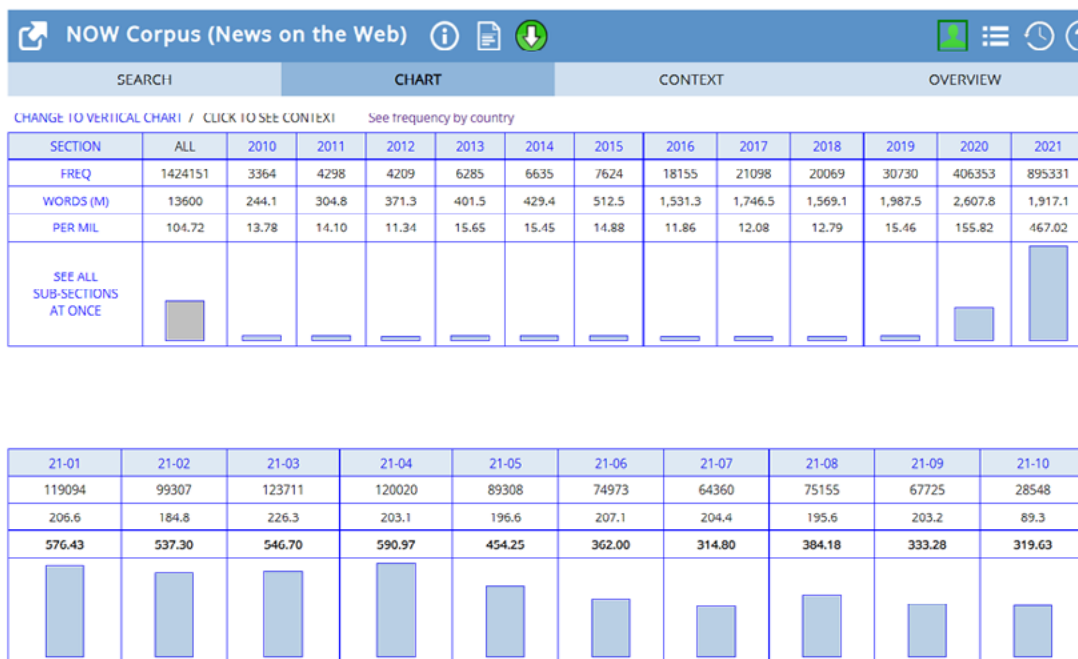 NOW Corpus (News on the Web)
SEARCH CHART CONTEXT OVERVIEW
CHANGE TO VERTICAL CHART / CLICK TO SEE CONTEXT See frequency by country
SECTION ALL 2010 2011 2012 2013 2014 2015 2016 2017 2018 2019 2020 2021
FREQ 1424151 3364 4298 4209 6285 6635 7624 18155 21098 20069 30730 406353 895331
WORDS (M) 13600 244.1 304.8 371.3 401.5 429.4 512.5 1,531.3 1,746.5 1,569.1 1,987.5 2,607.8 1,917.1
PER MIL 104.72 13.78 14.10 11.34 15.65 15.45 14.88 11.86 12.08 12.79 15.46 155.82 467.02
SEE ALL
SUB-SECTIONS
AT ONCE
21-01 21-02 21-03 21-04 21-05 21-06 21-07 21-08 21-09 21-10
119094 99307 123711 120020 89308 74973 64360 75155 67725 28548
206.6 184.8 226.3 203.1 196.6 207.1 204.4 195.6 203.2 89.3
576.43 537.30 546.70 590.97 454.25 362.00 314.80 384.18 333.28 319.63